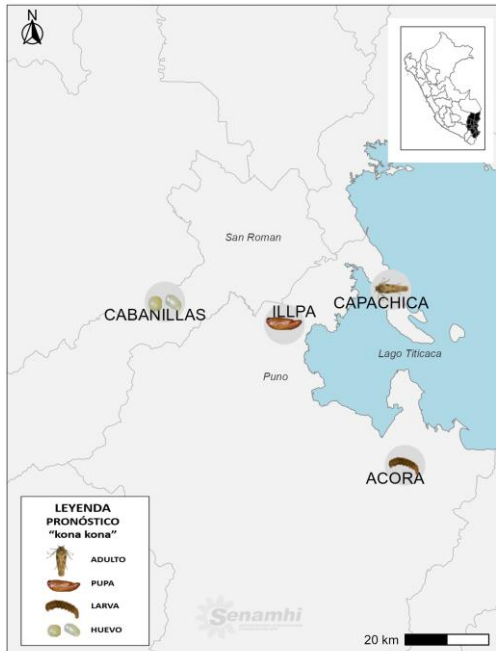 N
San Roman
CABANILLAS
ILLPA
CAPACHICA
Lago Titicaca
Puno
ACORA
LEYENDA
PRONÓSTICO
“kona kona”
ADULTO
PUPA
LARVA
HUEVO
Senamhi
20 km